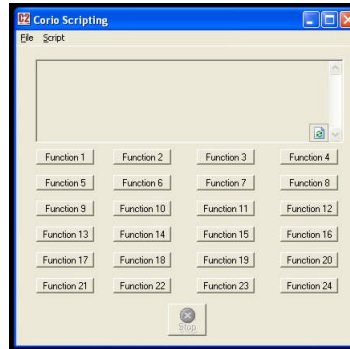 C2 Corio Scripting
File Script
Function 1 Function 2 Function 3 Function 4
Function 5 Function 6 Function 7 Function 8
Function 9 Function 10 Function 11 Function 12
Function 13 Function 14 Function 15 Function 16
Function 17 Function 18 Function 19 Function 20
Function 21 Function 22 Function 23 Function 24
Stop